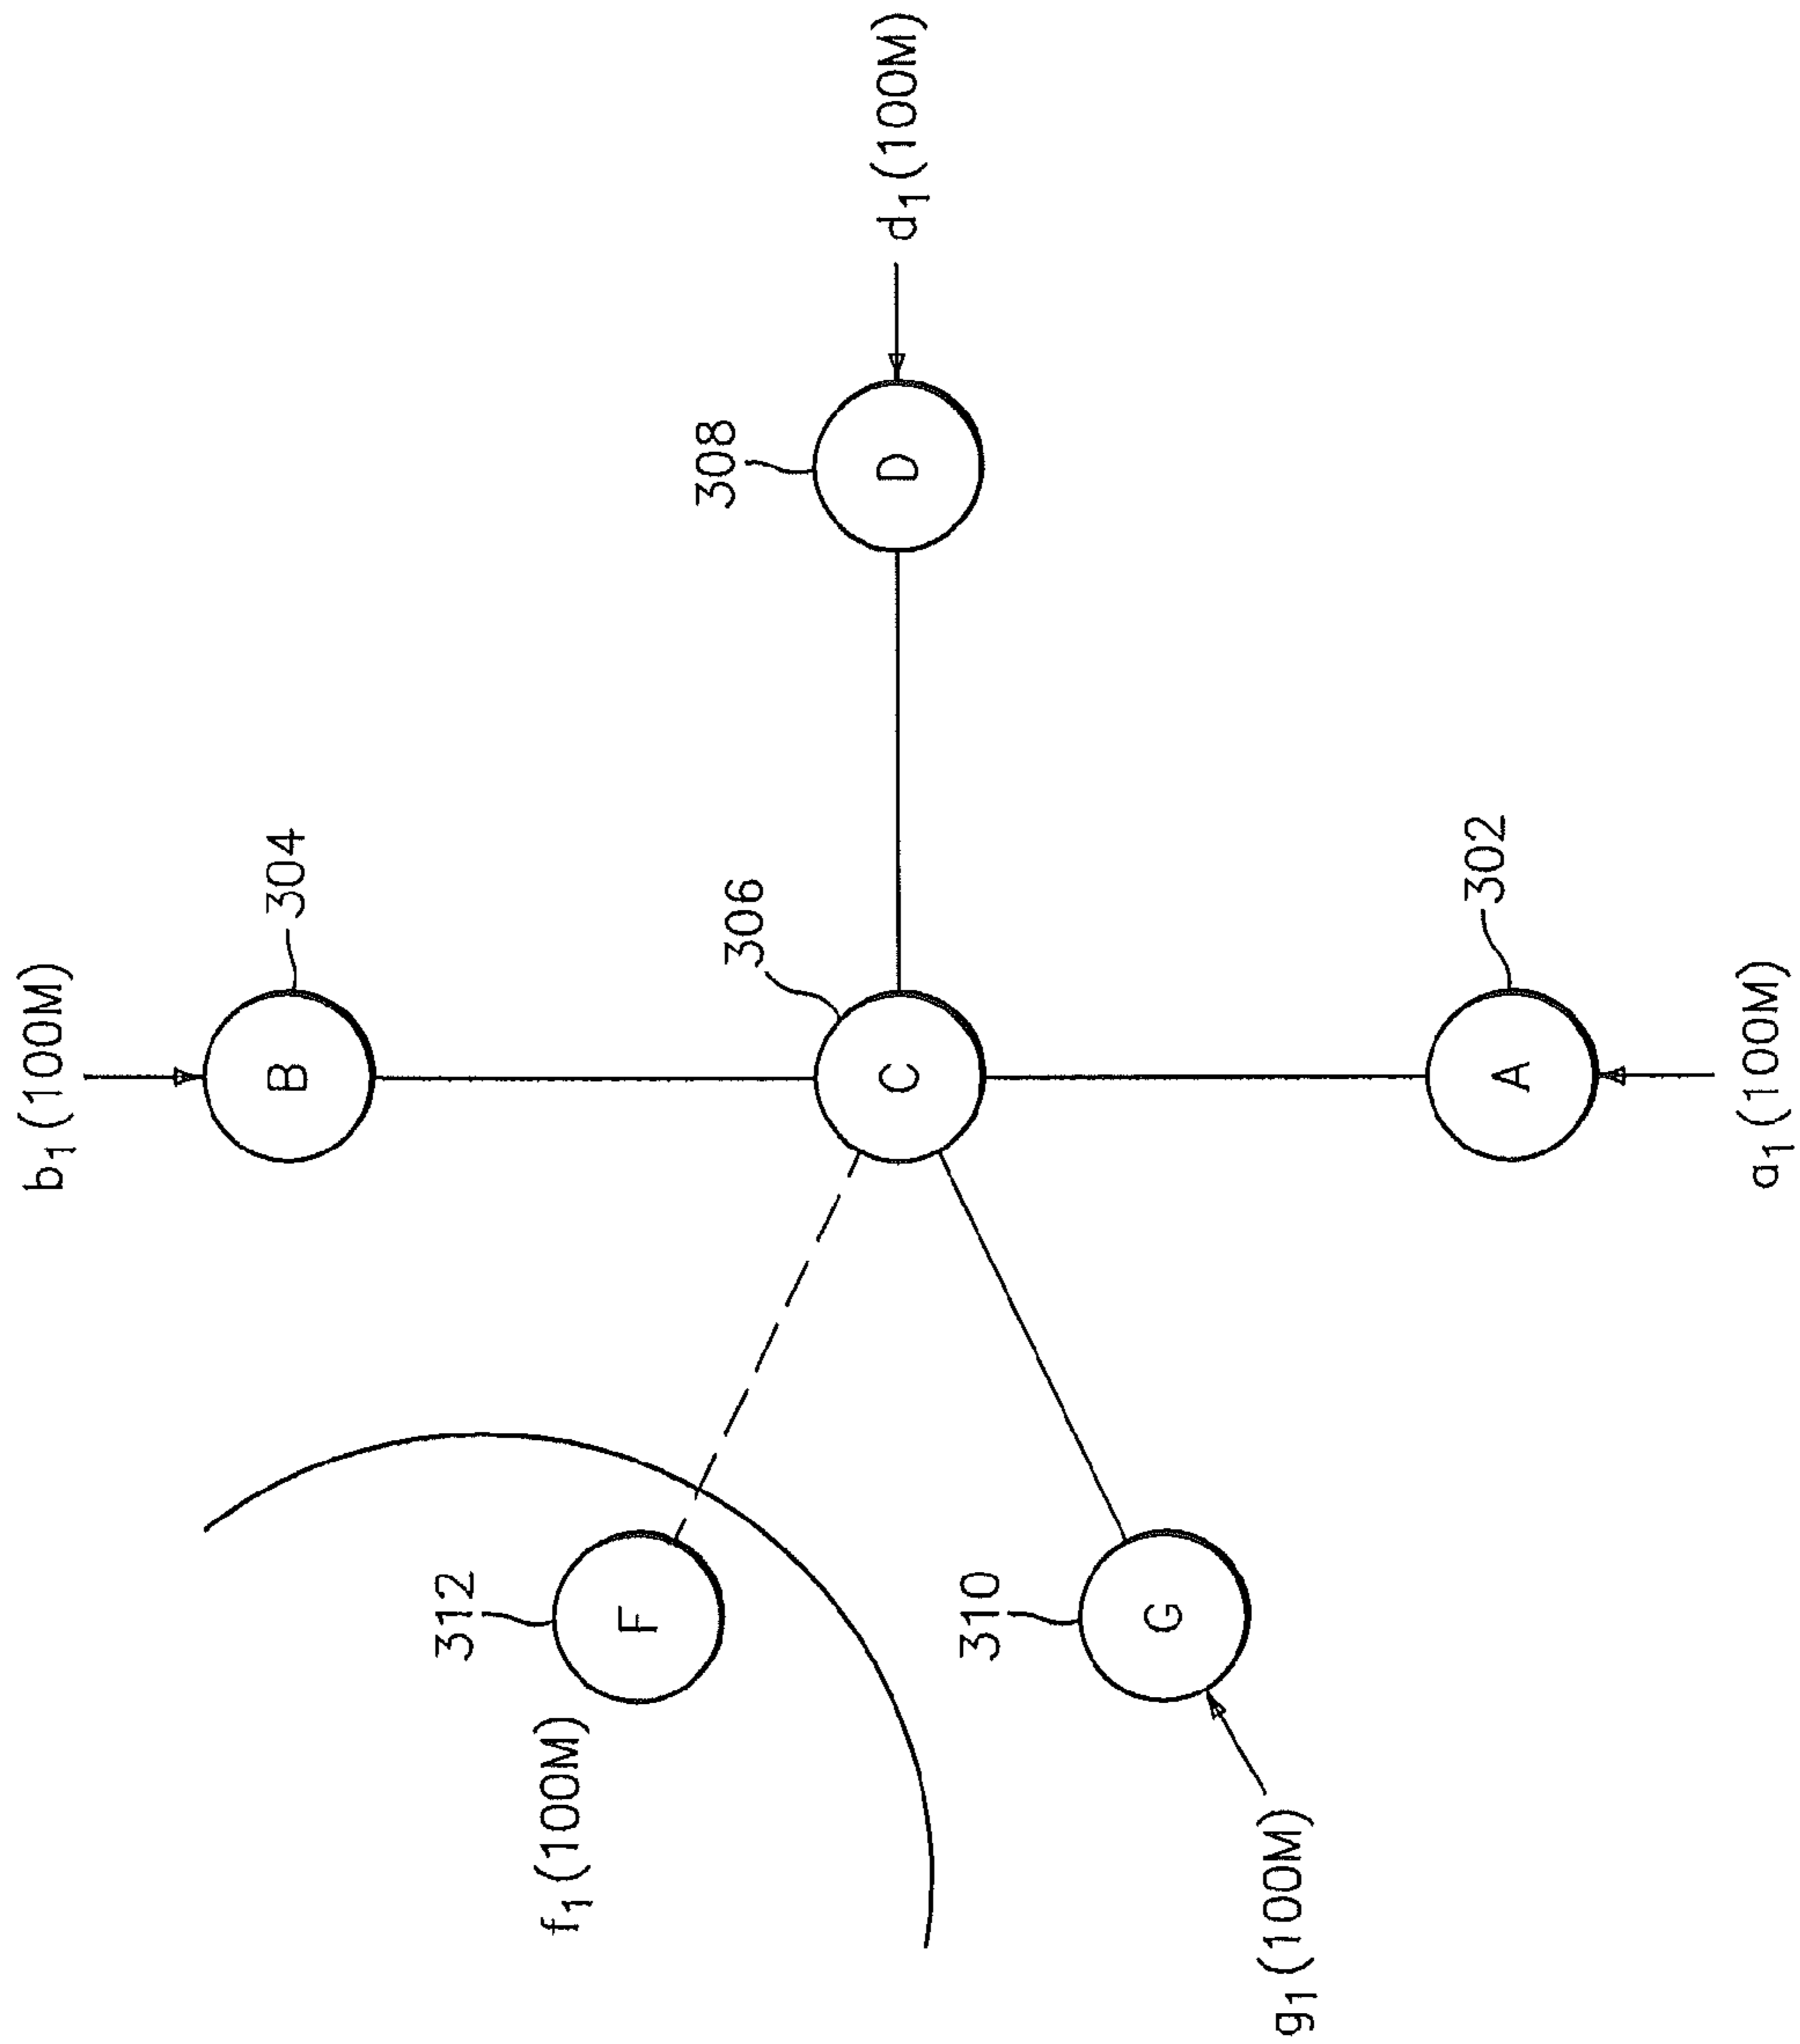 d₁(100M)
308
D
b₁(100M)
304
B
306
C
302
A
a₁(100M)
312
F
f₁(100M)
310
G
g₁(100M)